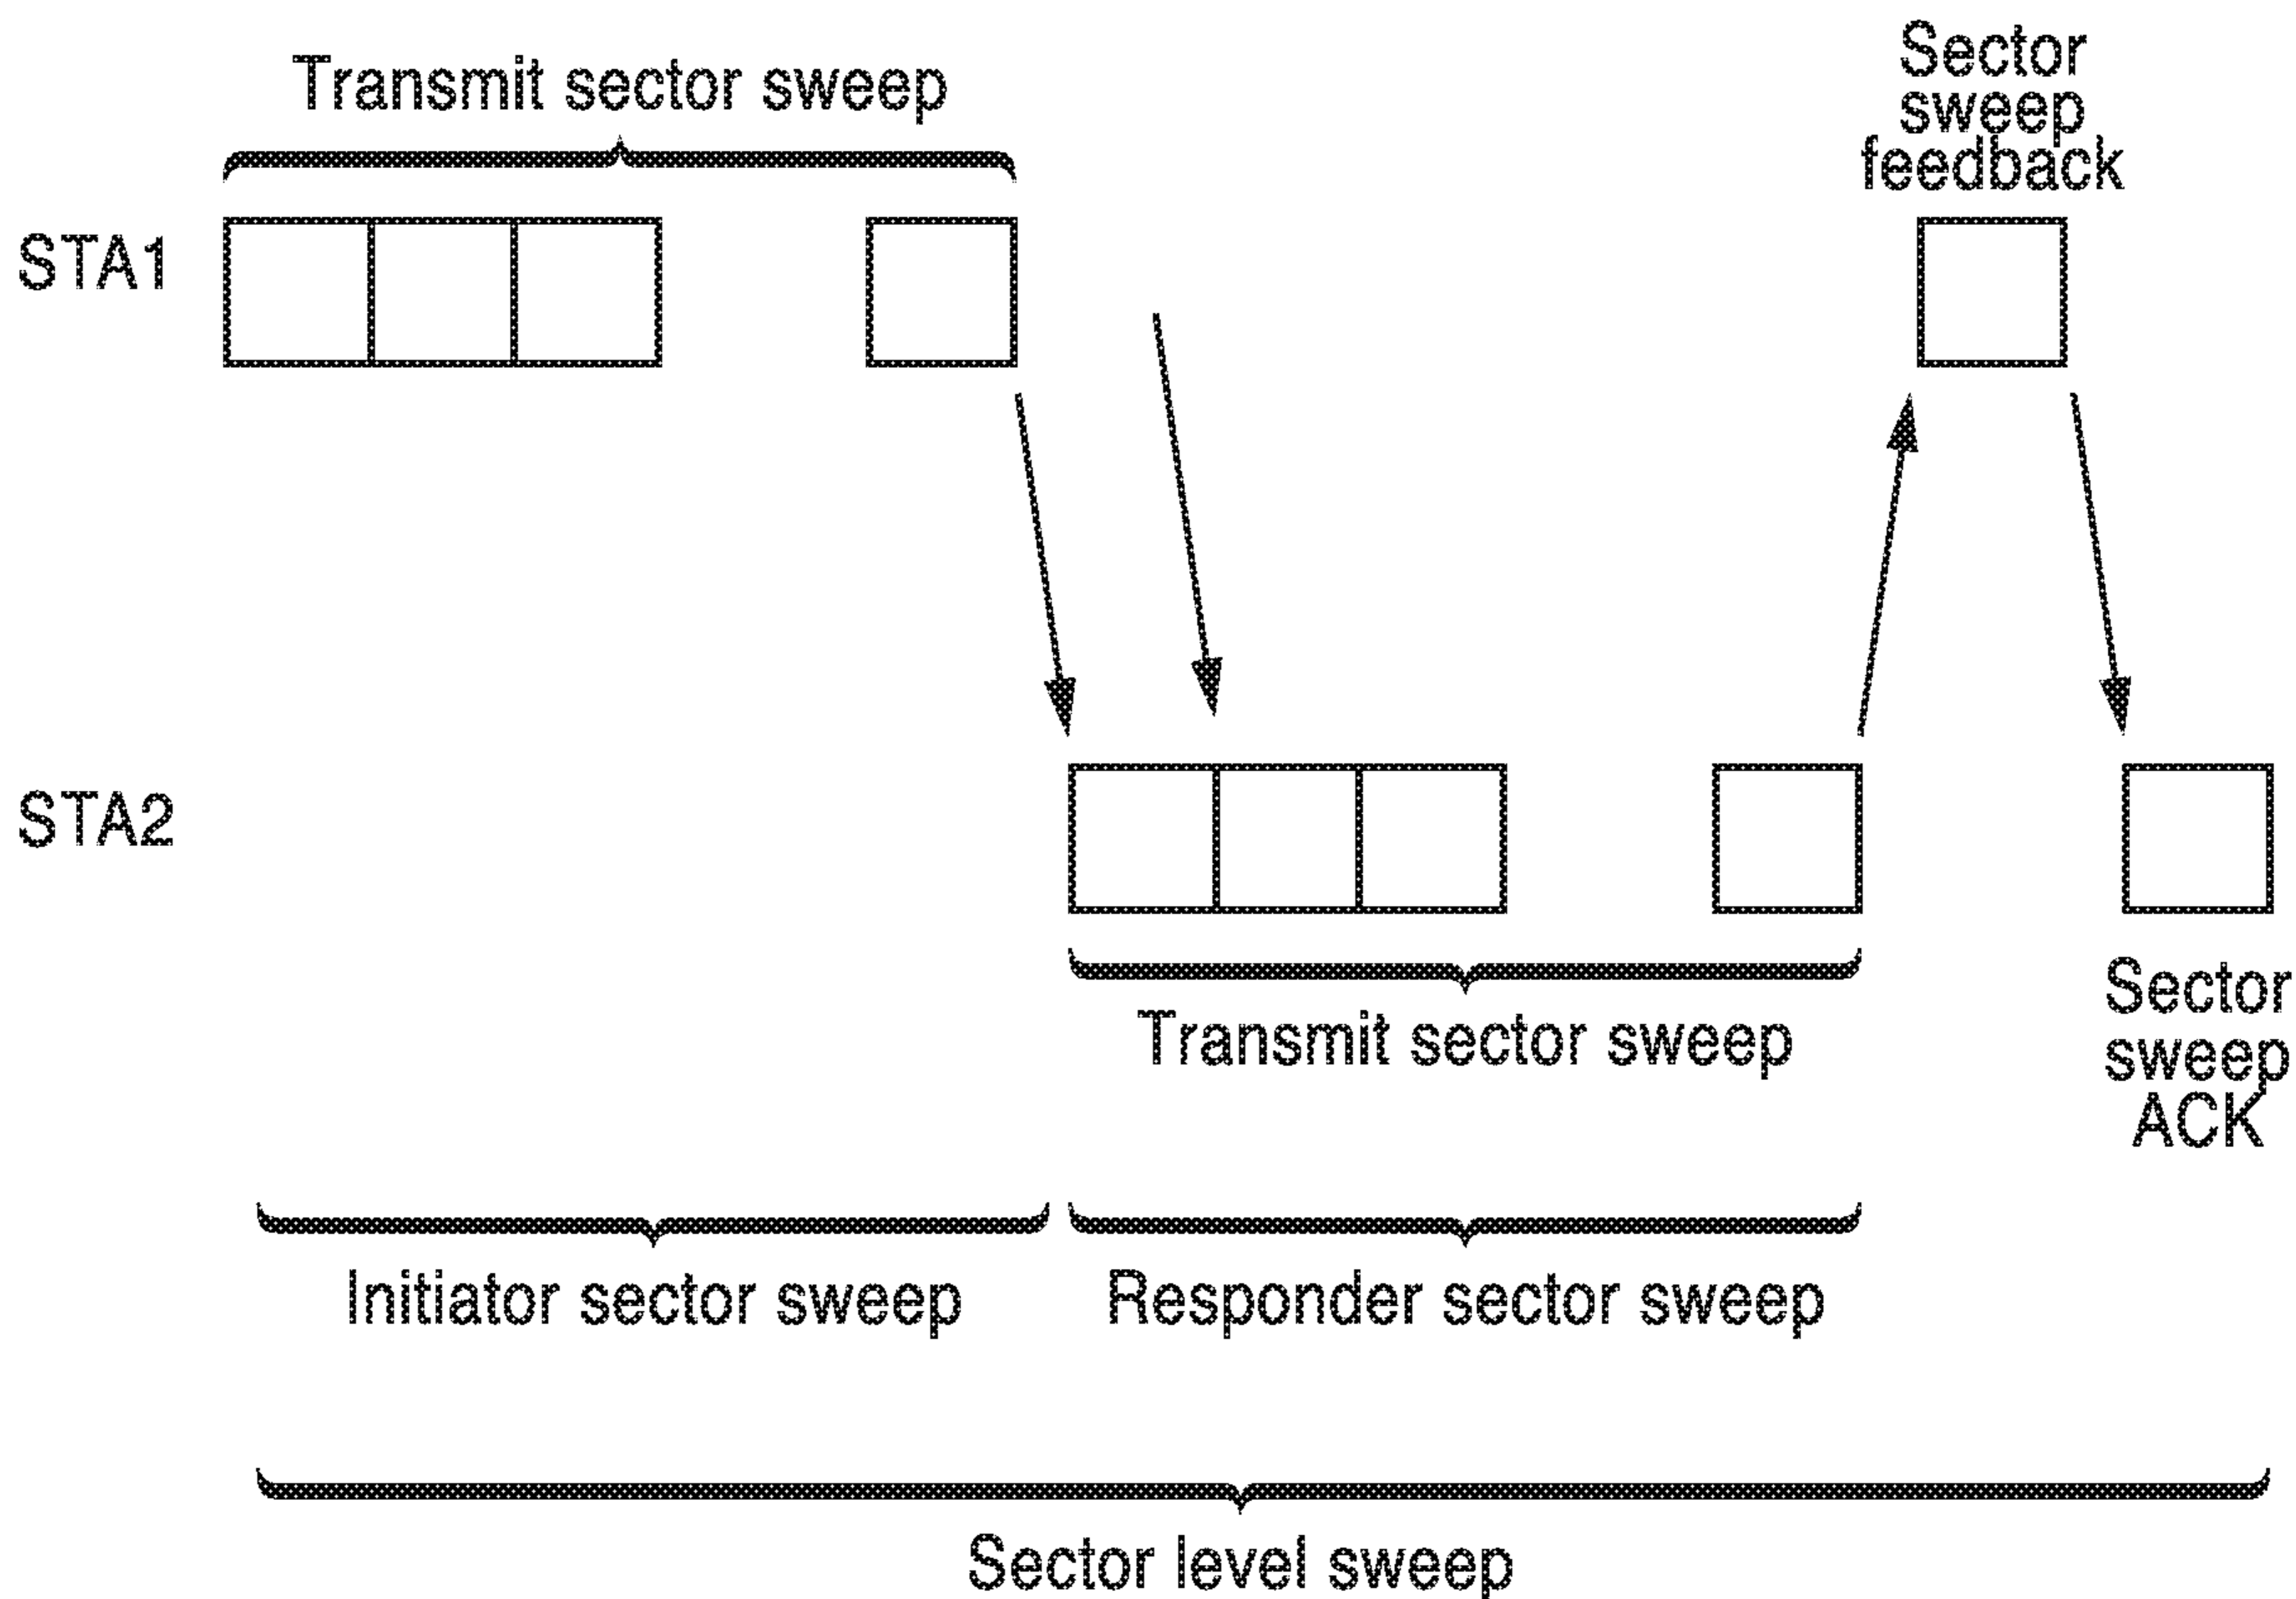 Transmit sector sweep
Sector
sweep
feedback
STA1
STA2
Transmit sector sweep
Sector
sweep
ACK
Initiator sector sweep
Responder sector sweep
Sector level sweep